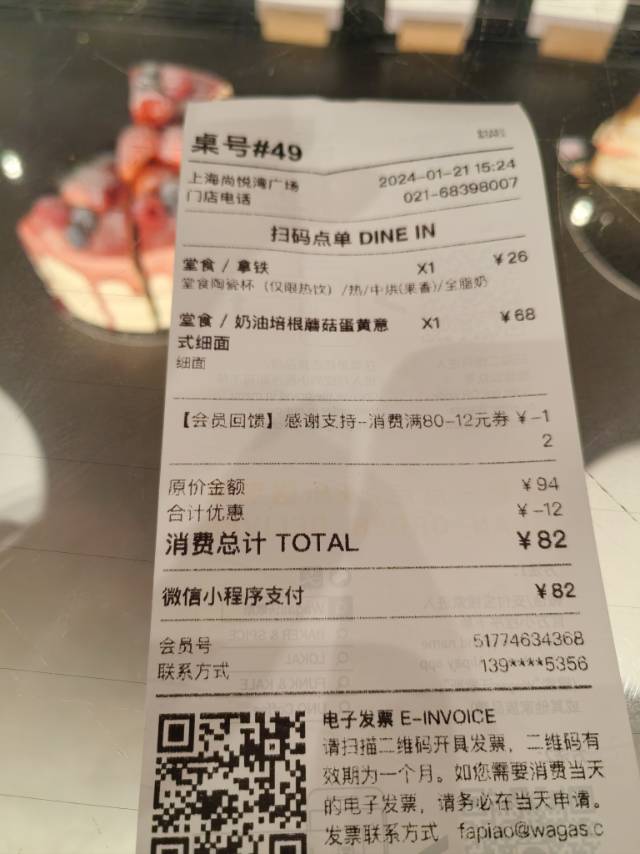 桌号#49
上海尚悦湾广场 2024-01-21 15:24
门店电话 021-68398007
扫码点单 DINE IN
堂食 / 拿铁 X1 ¥26
堂食陶瓷杯（仅限热饮）/热/中烘(果香)/全脂奶
堂食 / 奶油培根蘑菇蛋黄意 X1 ¥68
式细面
细面
【会员回馈】感谢支持-消费满80-12元券 ¥-1
2
原价金额 ¥94
合计优惠 ¥-12
消费总计 TOTAL ¥82
微信小程序支付 ¥82
会员号 51774634368
联系方式 139****5356
电子发票 E-INVOICE
请扫描二维码开具发票，二维码有
效期为一个月。如您需要消费当天
的电子发票，请务必在当天申请。
发票联系方式 fapiao@wagas.c